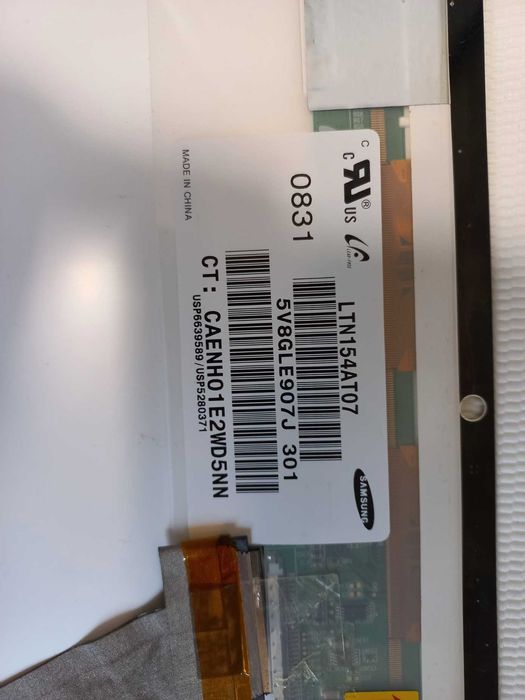 C
C US ®
0831
SAMSUNG
LTN154AT07
5V8GLE907J 301
CT: CAENH01E2WD5NN
USP6639589/USP5280371
MADE IN CHINA